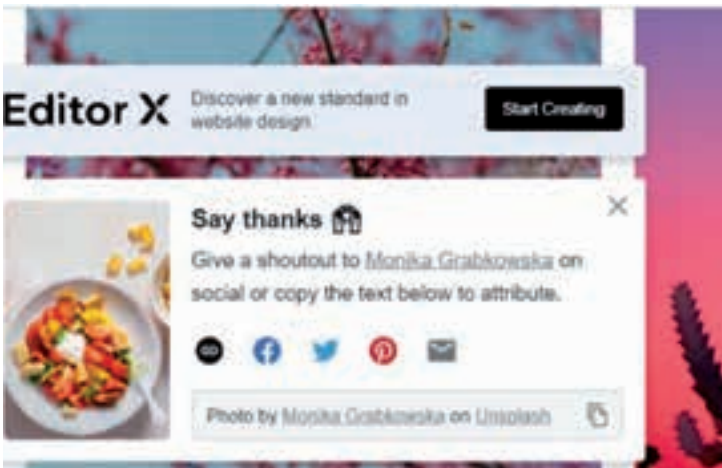 Editor X
Discover a new standard in
website design
Start Creating
Say thanks 🙌
Give a shoutout to Monika Grabkowska on
social or copy the text below to attribute.
Photo by Monika Grabkowska on Unsplash